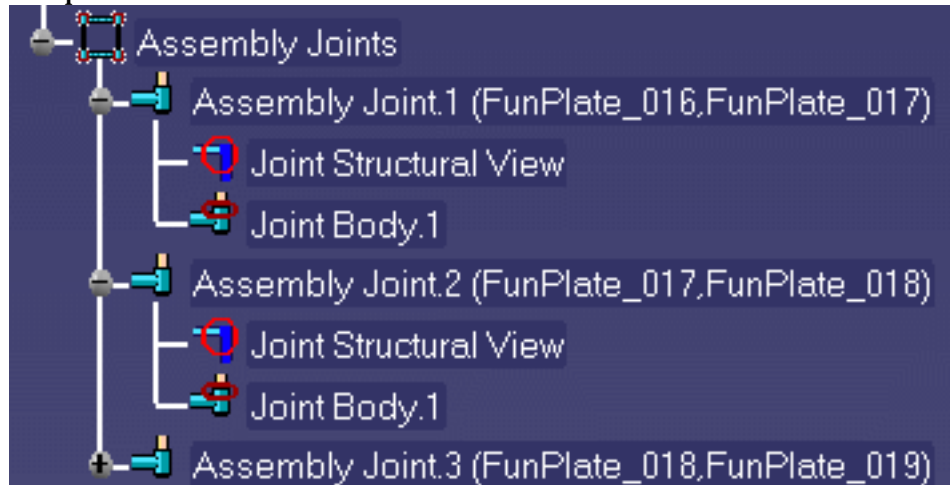 Assembly Joints
Assembly Joint.1 (FunPlate_016,FunPlate_017)
Joint Structural View
Joint Body.1
Assembly Joint.2 (FunPlate_017,FunPlate_018)
Joint Structural View
Joint Body.1
Assembly Joint.3 (FunPlate_018,FunPlate_019)